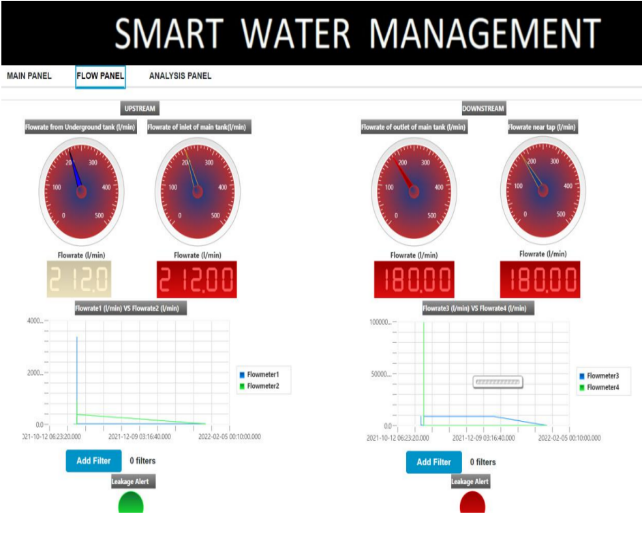 SMART WATER MANAGEMENT
MAIN PANEL FLOW PANEL ANALYSIS PANEL
UPSTREAM
Flowrate from Underground tank (l/min) Flowrate of inlet of main tank(l/min)
0 100 200 300 400 500
0 100 200 300 400 500
Flowrate (l/min) Flowrate (l/min)
212.0 212.00
Flowrate1 (l/min) VS Flowrate2 (l/min)
4000...
2000...
0.0
Flowmeter1
Flowmeter2
021-10-12 06:23:20.000 2021-12-09 03:16:40.000 2022-02-05 00:10:00.000
Add Filter 0 filters
Leakage Alert
DOWNSTREAM
Flowrate of outlet of main tank (l/min) Flowrate near tap (l/min)
0 100 200 300 400 500
0 100 200 300 400 500
Flowrate (l/min) Flowrate (l/min)
180.00 180.00
Flowrate3 (l/min) VS Flowrate4 (l/min)
100000...
50000...
0.0
Flowmeter3
Flowmeter4
2021-10-12 06:23:20.000 2021-12-09 03:16:40.000 2022-02-05 00:10:00.000
Add Filter 0 filters
Leakage Alert